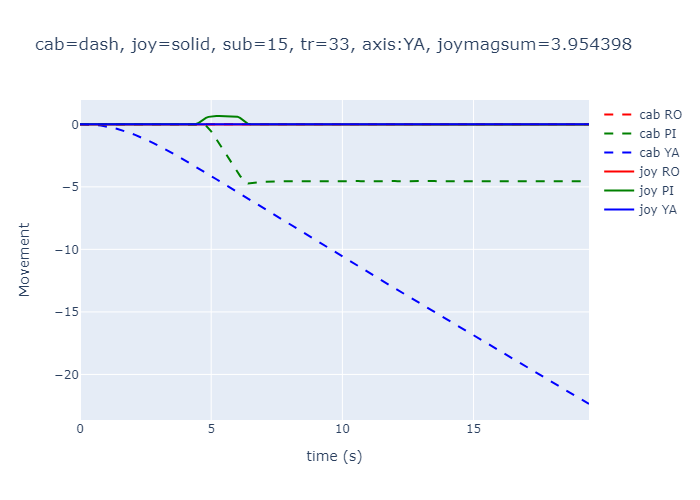 cab=dash, joy=solid, sub=15, tr=33, axis:YA, joymagsum=3.954398
cab RO
cab PI
cab YA
joy RO
joy PI
joy YA
Movement
0
−5
−10
−15
−20
0 5 10 15
time (s)